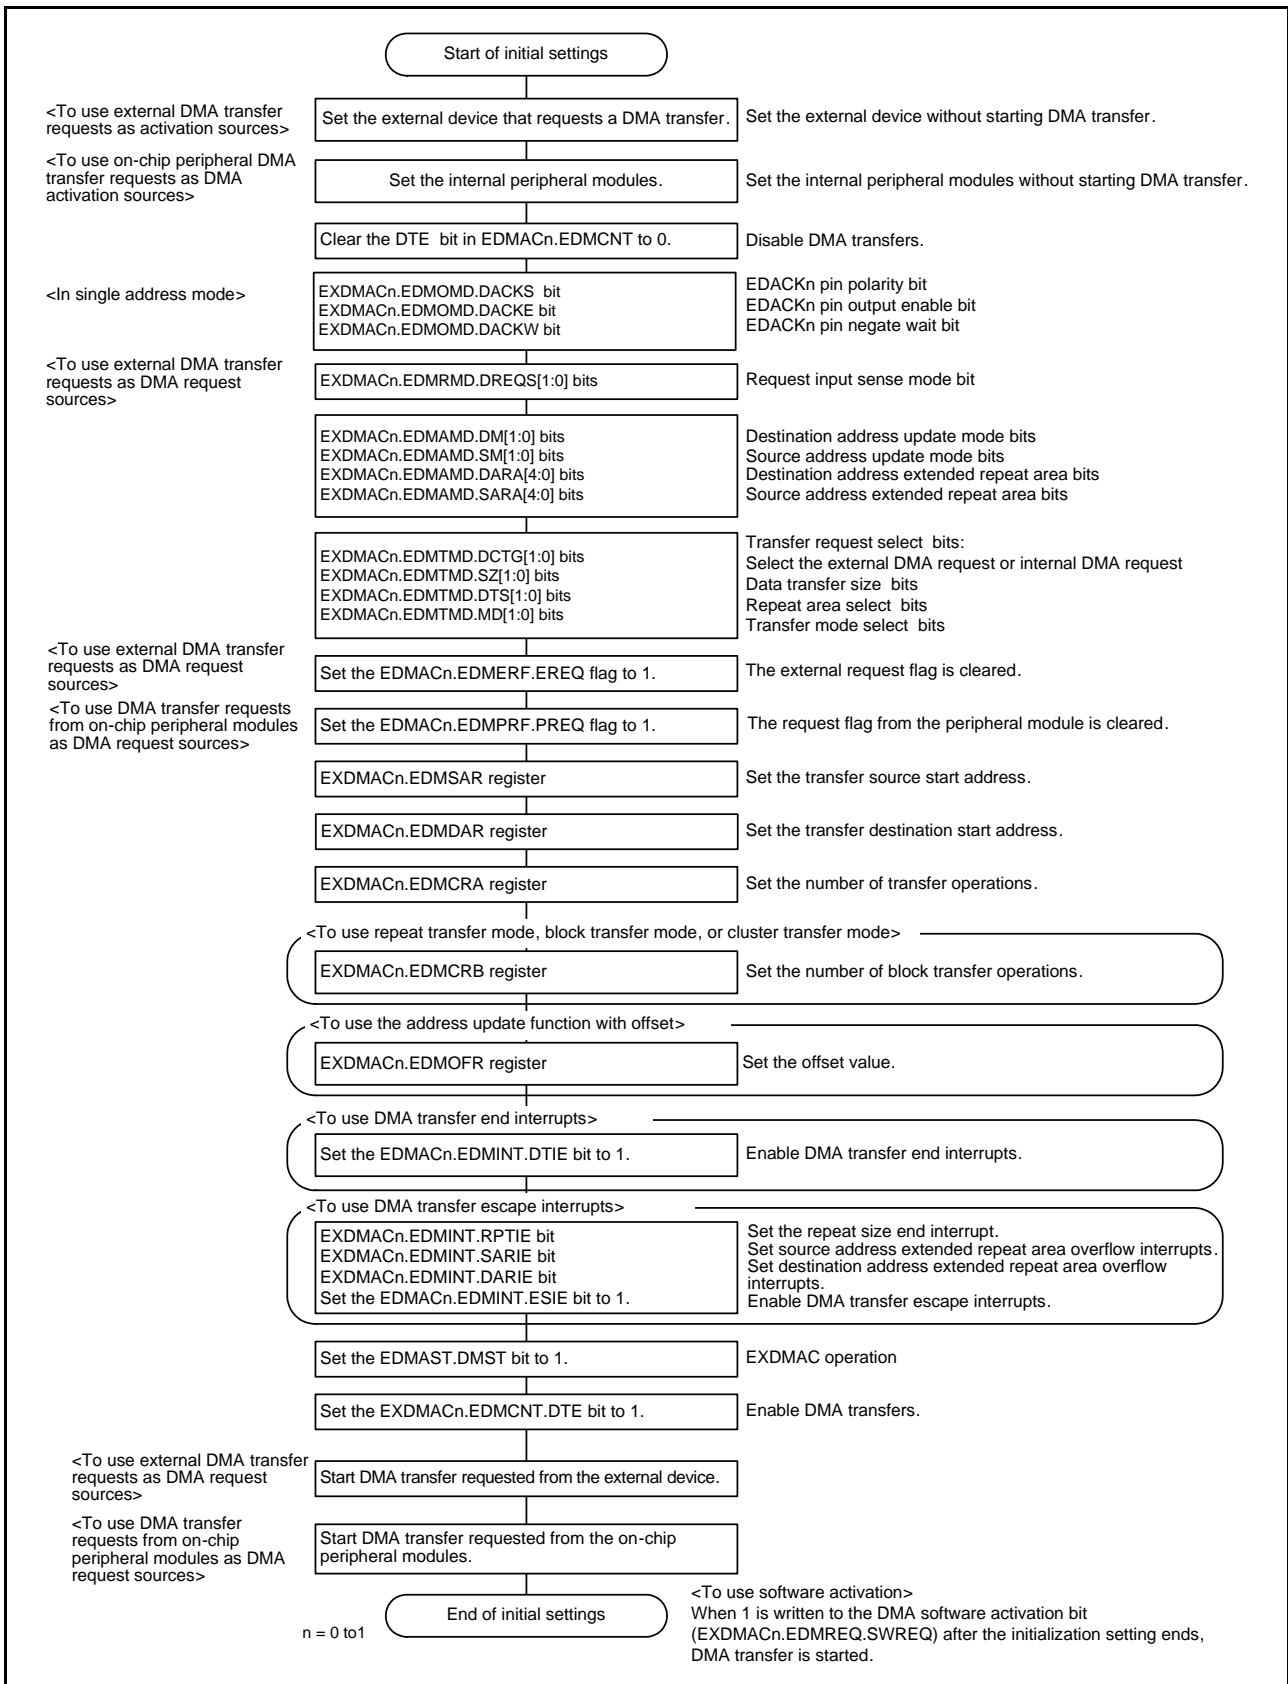 Start of initial settings
<To use external DMA transfer
requests as activation sources>
Set the external device that requests a DMA transfer.
Set the external device without starting DMA transfer.
<To use on-chip peripheral DMA
transfer requests as DMA
activation sources>
Set the internal peripheral modules.
Set the internal peripheral modules without starting DMA transfer.
Clear the DTE bit in EDMACn.EDMCNT to 0.
Disable DMA transfers.
<In single address mode>
EXDMACn.EDMOMD.DACKS bit
EXDMACn.EDMOMD.DACKE bit
EXDMACn.EDMOMD.DACKW bit
EDACKn pin polarity bit
EDACKn pin output enable bit
EDACKn pin negate wait bit
<To use external DMA transfer
requests as DMA request
sources>
EXDMACn.EDMRMD.DREQS[1:0] bits
Request input sense mode bit
EXDMACn.EDMAMD.DM[1:0] bits
EXDMACn.EDMAMD.SM[1:0] bits
EXDMACn.EDMAMD.DARA[4:0] bits
EXDMACn.EDMAMD.SARA[4:0] bits
Destination address update mode bits
Source address update mode bits
Destination address extended repeat area bits
Source address extended repeat area bits
EXDMACn.EDMTMD.DCTG[1:0] bits
EXDMACn.EDMTMD.SZ[1:0] bits
EXDMACn.EDMTMD.DTS[1:0] bits
EXDMACn.EDMTMD.MD[1:0] bits
Transfer request select bits:
Select the external DMA request or internal DMA request
Data transfer size bits
Repeat area select bits
Transfer mode select bits
<To use external DMA transfer
requests as DMA request
sources>
Set the EDMACn.EDMERF.EREQ flag to 1.
The external request flag is cleared.
<To use DMA transfer requests
from on-chip peripheral modules
as DMA request sources>
Set the EDMACn.EDMPRF.PREQ flag to 1.
The request flag from the peripheral module is cleared.
EXDMACn.EDMSAR register
Set the transfer source start address.
EXDMACn.EDMDAR register
Set the transfer destination start address.
EXDMACn.EDMCRA register
Set the number of transfer operations.
<To use repeat transfer mode, block transfer mode, or cluster transfer mode>
EXDMACn.EDMCRB register
Set the number of block transfer operations.
<To use the address update function with offset>
EXDMACn.EDMOFR register
Set the offset value.
<To use DMA transfer end interrupts>
Set the EDMACn.EDMINT.DTIE bit to 1.
Enable DMA transfer end interrupts.
<To use DMA transfer escape interrupts>
EXDMACn.EDMINT.RPTIE bit
EXDMACn.EDMINT.SARIE bit
EXDMACn.EDMINT.DARIE bit
Set the EDMACn.EDMINT.ESIE bit to 1.
Set the repeat size end interrupt.
Set source address extended repeat area overflow interrupts.
Set destination address extended repeat area overflow
interrupts.
Enable DMA transfer escape interrupts.
Set the EDMAST.DMST bit to 1.
EXDMAC operation
Set the EXDMACn.EDMCNT.DTE bit to 1.
Enable DMA transfers.
<To use external DMA transfer
requests as DMA request
sources>
Start DMA transfer requested from the external device.
<To use DMA transfer
requests from on-chip
peripheral modules as DMA
request sources>
Start DMA transfer requested from the on-chip
peripheral modules.
End of initial settings
n = 0 to1
<To use software activation>
When 1 is written to the DMA software activation bit
(EXDMACn.EDMREQ.SWREQ) after the initialization setting ends,
DMA transfer is started.